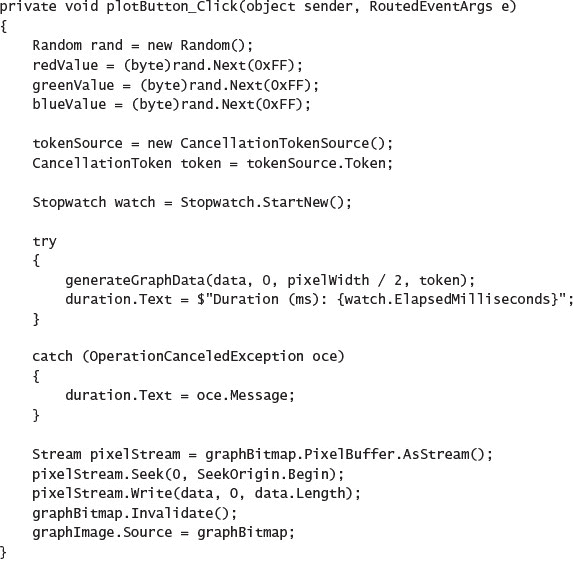 private void plotButton_Click(object sender, RoutedEventArgs e)
{
    Random rand = new Random();
    redValue = (byte)rand.Next(0xFF);
    greenValue = (byte)rand.Next(0xFF);
    blueValue = (byte)rand.Next(0xFF);

    tokenSource = new CancellationTokenSource();
    CancellationToken token = tokenSource.Token;

    Stopwatch watch = Stopwatch.StartNew();

    try
    {
        generateGraphData(data, 0, pixelWidth / 2, token);
        duration.Text = $"Duration (ms): {watch.ElapsedMilliseconds}";
    }

    catch (OperationCanceledException oce)
    {
        duration.Text = oce.Message;
    }

    Stream pixelStream = graphBitmap.PixelBuffer.AsStream();
    pixelStream.Seek(0, SeekOrigin.Begin);
    pixelStream.Write(data, 0, data.Length);
    graphBitmap.Invalidate();
    graphImage.Source = graphBitmap;
}